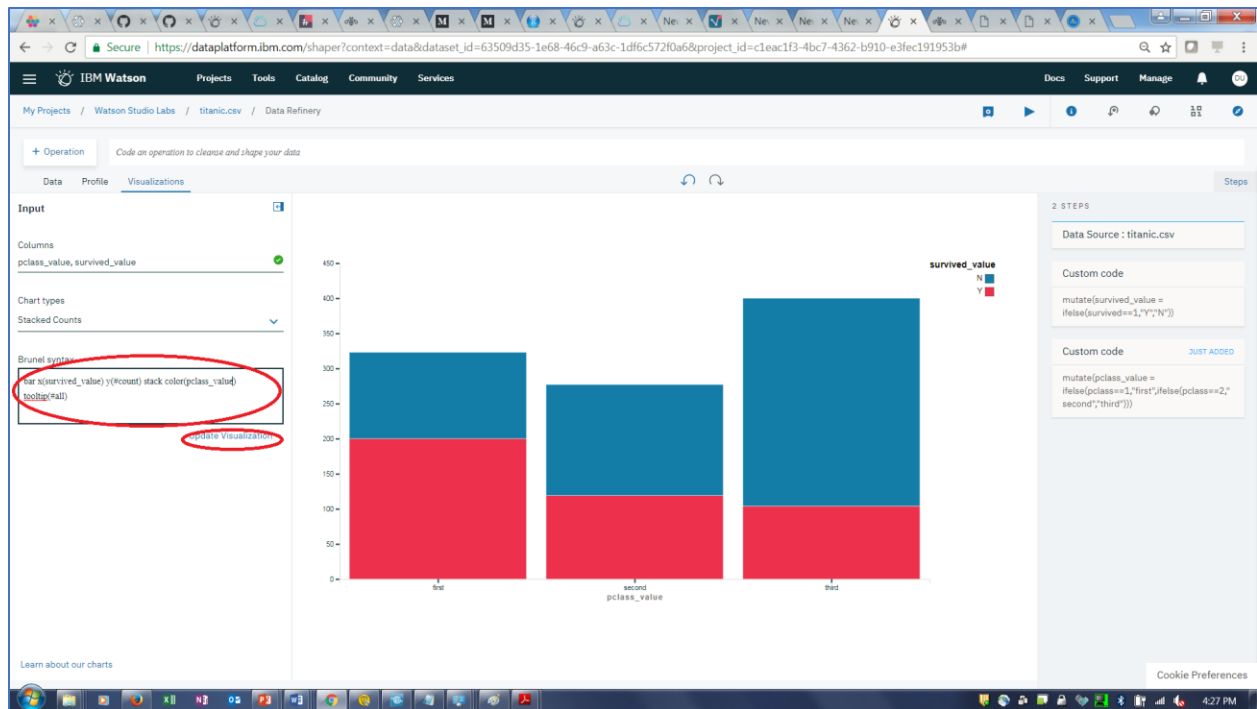 Nei
Nei
Nei
Nei
Secure | https://dataplatform.ibm.com/shaper?context=data&dataset_id=63509d35-1e68-46c9-a63c-1df6c572f0a6&project_id=c1eac1f3-4bc7-4362-b910-e3fec191953b#
IBM Watson Projects Tools Catalog Community Services Docs Support Manage DU
My Projects / Watson Studio Labs / titanic.csv / Data Refinery
+ Operation Code an operation to cleanse and shape your data
Data Profile Visualizations Steps
Input
Columns
pclass_value, survived_value
Chart types
Stacked Counts
Brunel syntax
bar x(survived_value) y(#count) stack color(pclass_value)
tooltip(#all)
Update Visualization
Learn about our charts
survived_value
N
Y
450
400
350
300
250
200
150
100
50
0
first second third
pclass_value
2 STEPS
Data Source : titanic.csv
Custom code
mutate(survived_value =
ifelse(survived==1,"Y","N"))
Custom code JUST ADDED
mutate(pclass_value =
ifelse(pclass==1,"first",ifelse(pclass==2,"
second","third")))
Cookie Preferences
4:27 PM